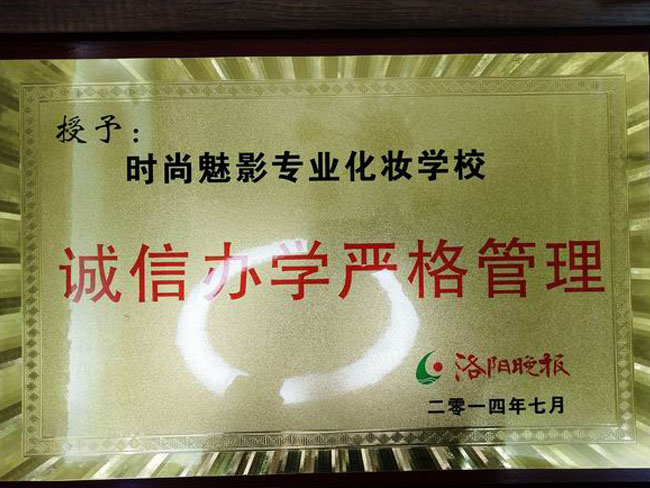 授予：
时尚魅影专业化妆学校
诚信办学严格管理
洛阳晚报
二零一四年七月